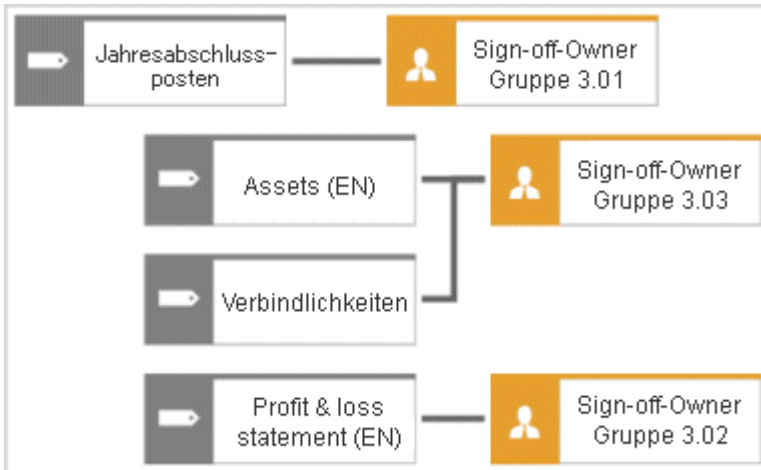 Jahresabschluss-
posten
Sign-off-Owner
Gruppe 3.01
Assets (EN)
Sign-off-Owner
Gruppe 3.03
Verbindlichkeiten
Profit & loss
statement (EN)
Sign-off-Owner
Gruppe 3.02